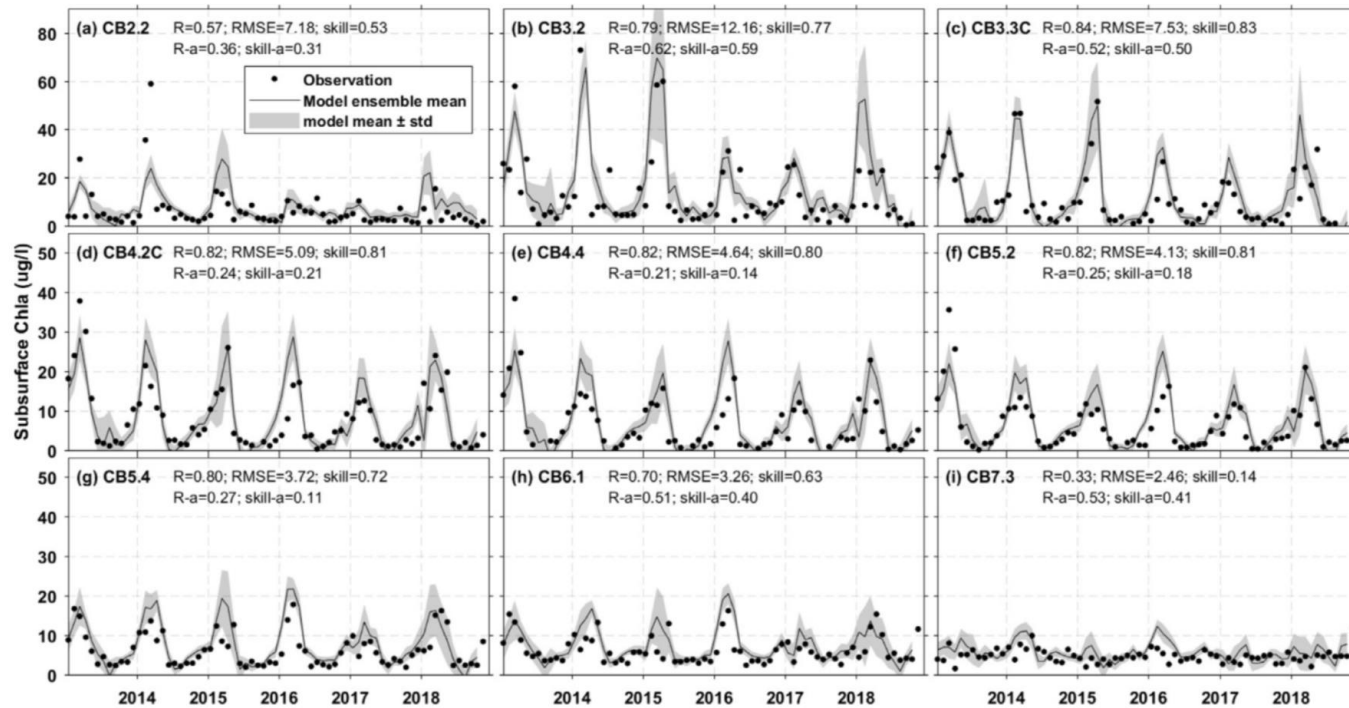 Subsurface Chla (ug/l)
80
60
40
20
0
(a) CB2.2 R=0.57; RMSE=7.18; skill=0.53
R-a=0.36; skill-a=0.31
Observation
Model ensemble mean
model mean ± std
(b) CB3.2 R=0.79; RMSE=12.16; skill=0.77
R-a=0.62; skill-a=0.59
(c) CB3.3C R=0.84; RMSE=7.53; skill=0.83
R-a=0.52; skill-a=0.50
50
40
30
20
10
0
(d) CB4.2C R=0.82; RMSE=5.09; skill=0.81
R-a=0.24; skill-a=0.21
(e) CB4.4 R=0.82; RMSE=4.64; skill=0.80
R-a=0.21; skill-a=0.14
(f) CB5.2 R=0.82; RMSE=4.13; skill=0.81
R-a=0.25; skill-a=0.18
50
40
30
20
10
0
(g) CB5.4 R=0.80; RMSE=3.72; skill=0.72
R-a=0.27; skill-a=0.11
(h) CB6.1 R=0.70; RMSE=3.26; skill=0.63
R-a=0.51; skill-a=0.40
(i) CB7.3 R=0.33; RMSE=2.46; skill=0.14
R-a=0.53; skill-a=0.41
2014 2015 2016 2017 2018
2014 2015 2016 2017 2018
2014 2015 2016 2017 2018